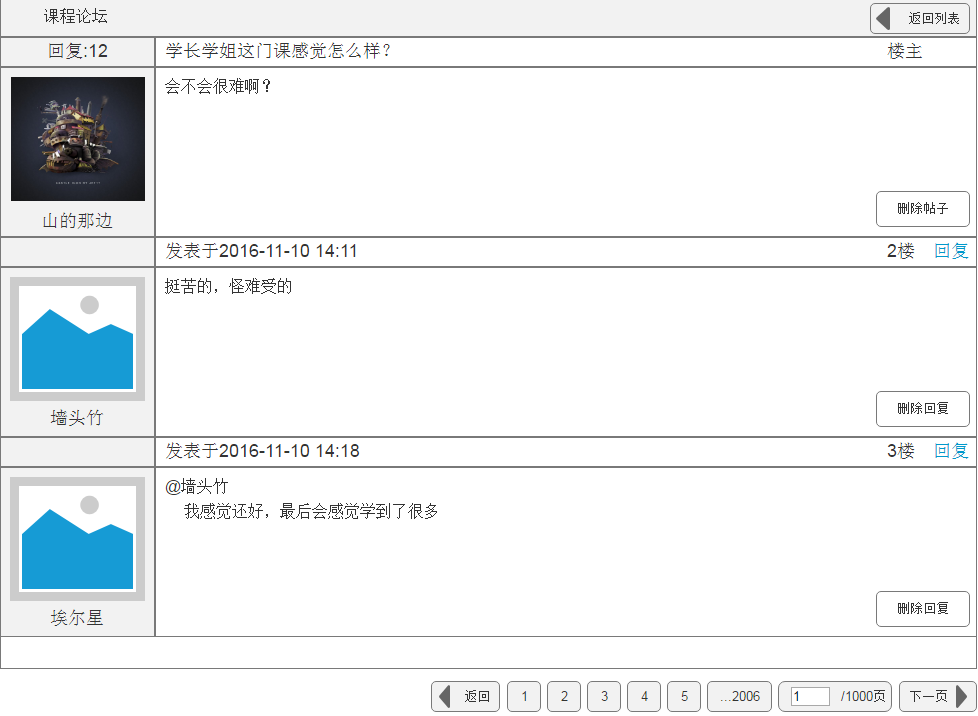 课程论坛 返回列表
回复:12 学长学姐这门课感觉怎么样？ 楼主
会不会很难啊？
山的那边
删除帖子
发表于2016-11-10 14:11 2楼 回复
挺苦的，怪难受的
墙头竹
删除回复
发表于2016-11-10 14:18 3楼 回复
@墙头竹
我感觉还好，最后会感觉学到了很多
埃尔星
删除回复
返回 1 2 3 4 5 ...2006 1 /1000页 下一页